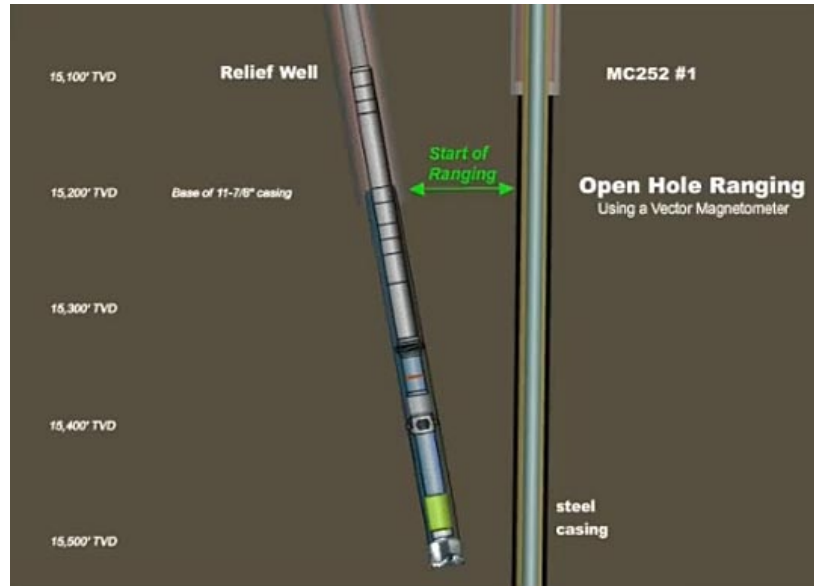 15,100' TVD
Relief Well
MC252 #1
Start of
Ranging
15,200' TVD
Base of 11-7/8" casing
Open Hole Ranging
Using a Vector Magnetometer
15,300' TVD
15,400' TVD
steel
casing
15,500' TVD